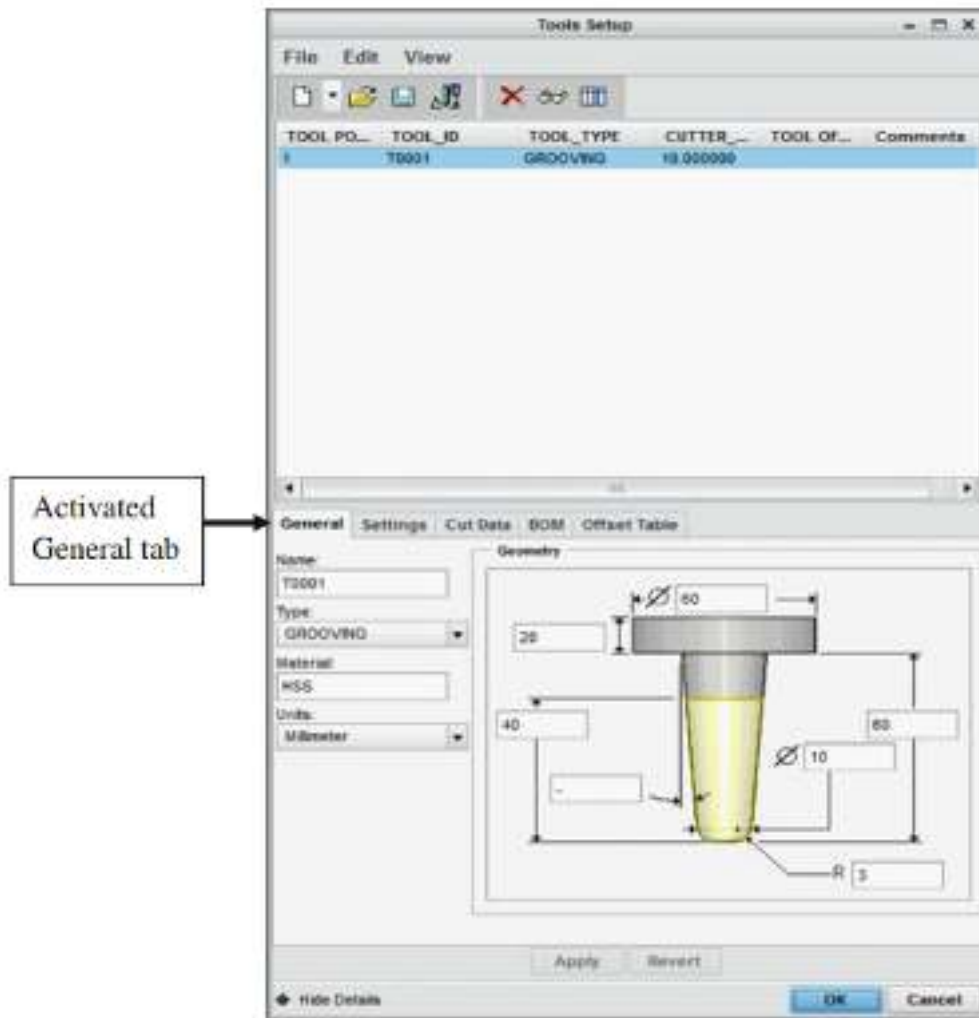 Tools Setup
File Edit View
TOOL PO... TOOL_ID TOOL_TYPE CUTTER_... TOOL OF... Comments
1 T0001 GROOVING 10.000000
Activated
General tab
General Settings Cut Data BOM Offset Table
Name:
T0001
Type:
GROOVING
Material:
HSS
Units:
Millimeter
Geometry
Ø 60
20
40
60
Ø 10
-
R 3
Apply Revert
Hide Details
OK Cancel